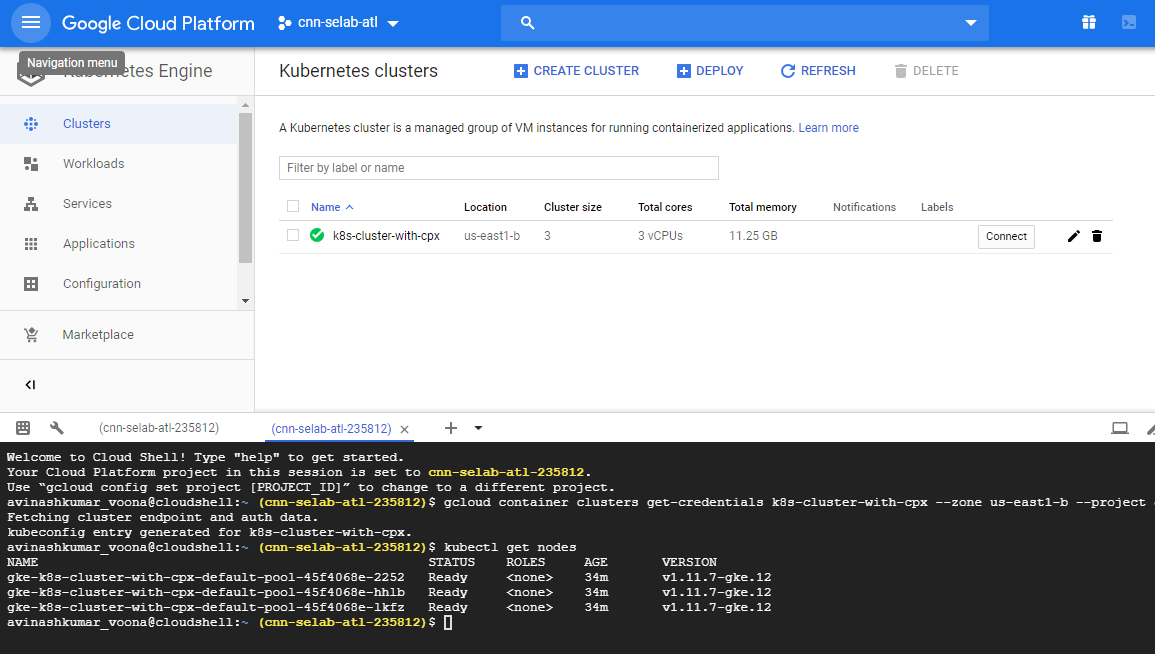 Google Cloud Platform
cnn-selab-atl
Navigation menu
Kubernetes Engine
Kubernetes clusters
CREATE CLUSTER
DEPLOY
REFRESH
DELETE
Clusters
Workloads
Services
Applications
Configuration
Marketplace
A Kubernetes cluster is a managed group of VM instances for running containerized applications. Learn more
Filter by label or name
Name Location Cluster size Total cores Total memory Notifications Labels
k8s-cluster-with-cpx us-east1-b 3 3 vCPUs 11.25 GB Connect
(cnn-selab-atl-235812) (cnn-selab-atl-235812)
Welcome to Cloud Shell! Type "help" to get started.
Your Cloud Platform project in this session is set to cnn-selab-atl-235812.
Use “gcloud config set project [PROJECT_ID]” to change to a different project.
avinashkumar_voona@cloudshell:~ (cnn-selab-atl-235812)$ gcloud container clusters get-credentials k8s-cluster-with-cpx --zone us-east1-b --project
Fetching cluster endpoint and auth data.
kubeconfig entry generated for k8s-cluster-with-cpx.
avinashkumar_voona@cloudshell:~ (cnn-selab-atl-235812)$ kubectl get nodes
NAME STATUS ROLES AGE VERSION
gke-k8s-cluster-with-cpx-default-pool-45f4068e-2252 Ready <none> 34m v1.11.7-gke.12
gke-k8s-cluster-with-cpx-default-pool-45f4068e-hhlb Ready <none> 34m v1.11.7-gke.12
gke-k8s-cluster-with-cpx-default-pool-45f4068e-lkfz Ready <none> 34m v1.11.7-gke.12
avinashkumar_voona@cloudshell:~ (cnn-selab-atl-235812)$